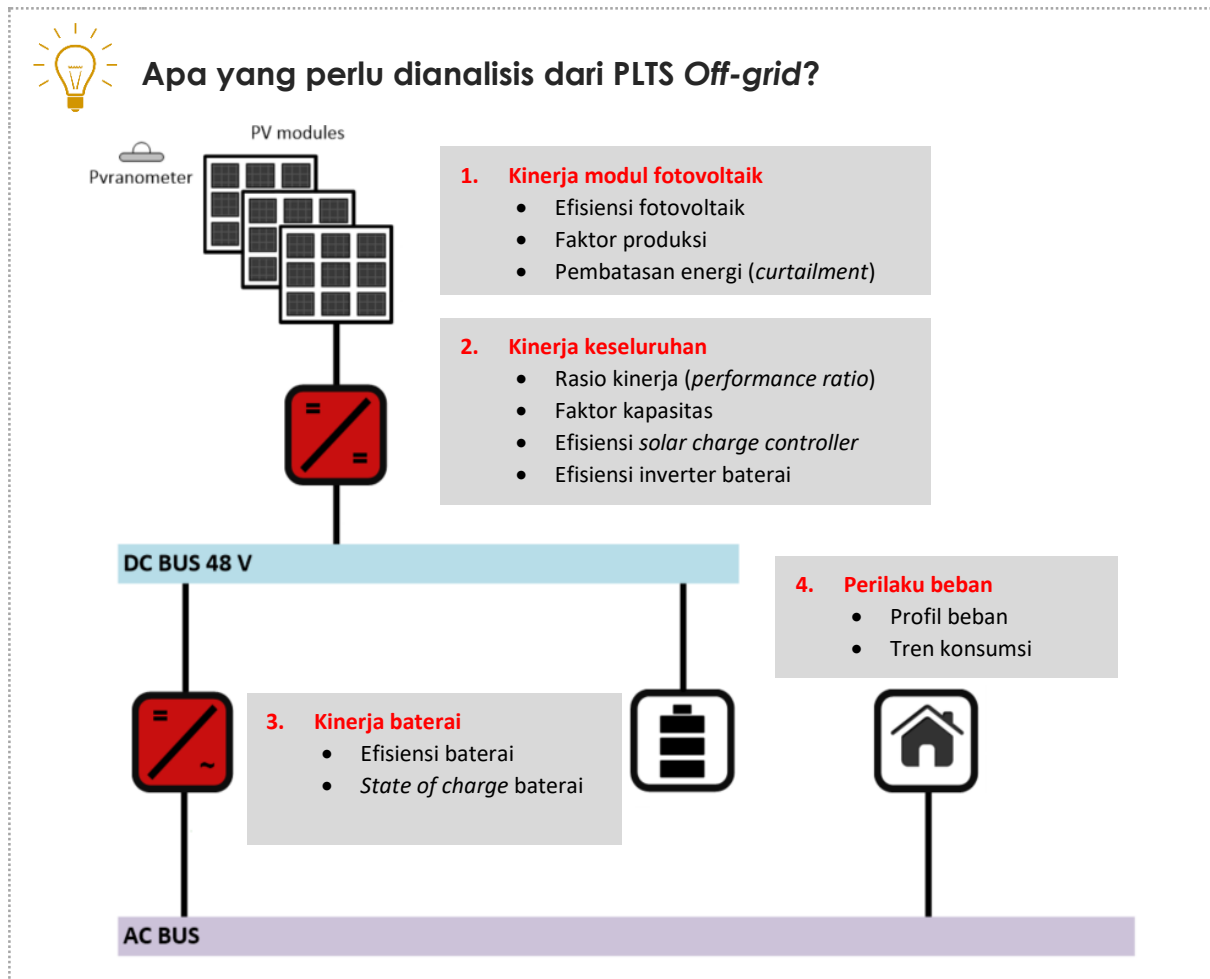 Apa yang perlu dianalisis dari PLTS Off-grid?
PV modules
Pvranometer
1. Kinerja modul fotovoltaik
• Efisiensi fotovoltaik
• Faktor produksi
• Pembatasan energi (curtailment)
2. Kinerja keseluruhan
• Rasio kinerja (performance ratio)
• Faktor kapasitas
• Efisiensi solar charge controller
• Efisiensi inverter baterai
DC BUS 48 V
4. Perilaku beban
• Profil beban
• Tren konsumsi
3. Kinerja baterai
• Efisiensi baterai
• State of charge baterai
AC BUS